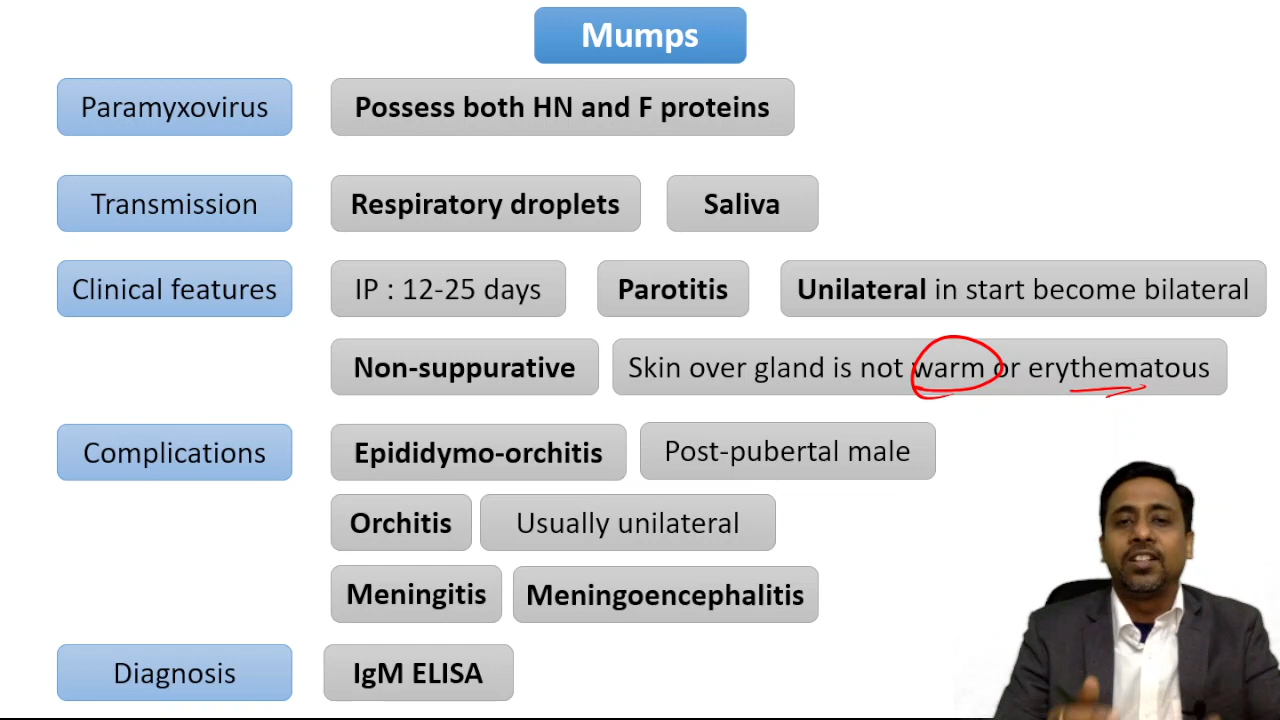 Mumps
Paramyxovirus
Possess both HN and F proteins
Transmission
Respiratory droplets
Saliva
Clinical features
IP : 12-25 days
Parotitis
Unilateral in start become bilateral
Non-suppurative
Skin over gland is not warm or erythematous
Complications
Epididymo-orchitis
Post-pubertal male
Orchitis
Usually unilateral
Meningitis
Meningoencephalitis
Diagnosis
IgM ELISA